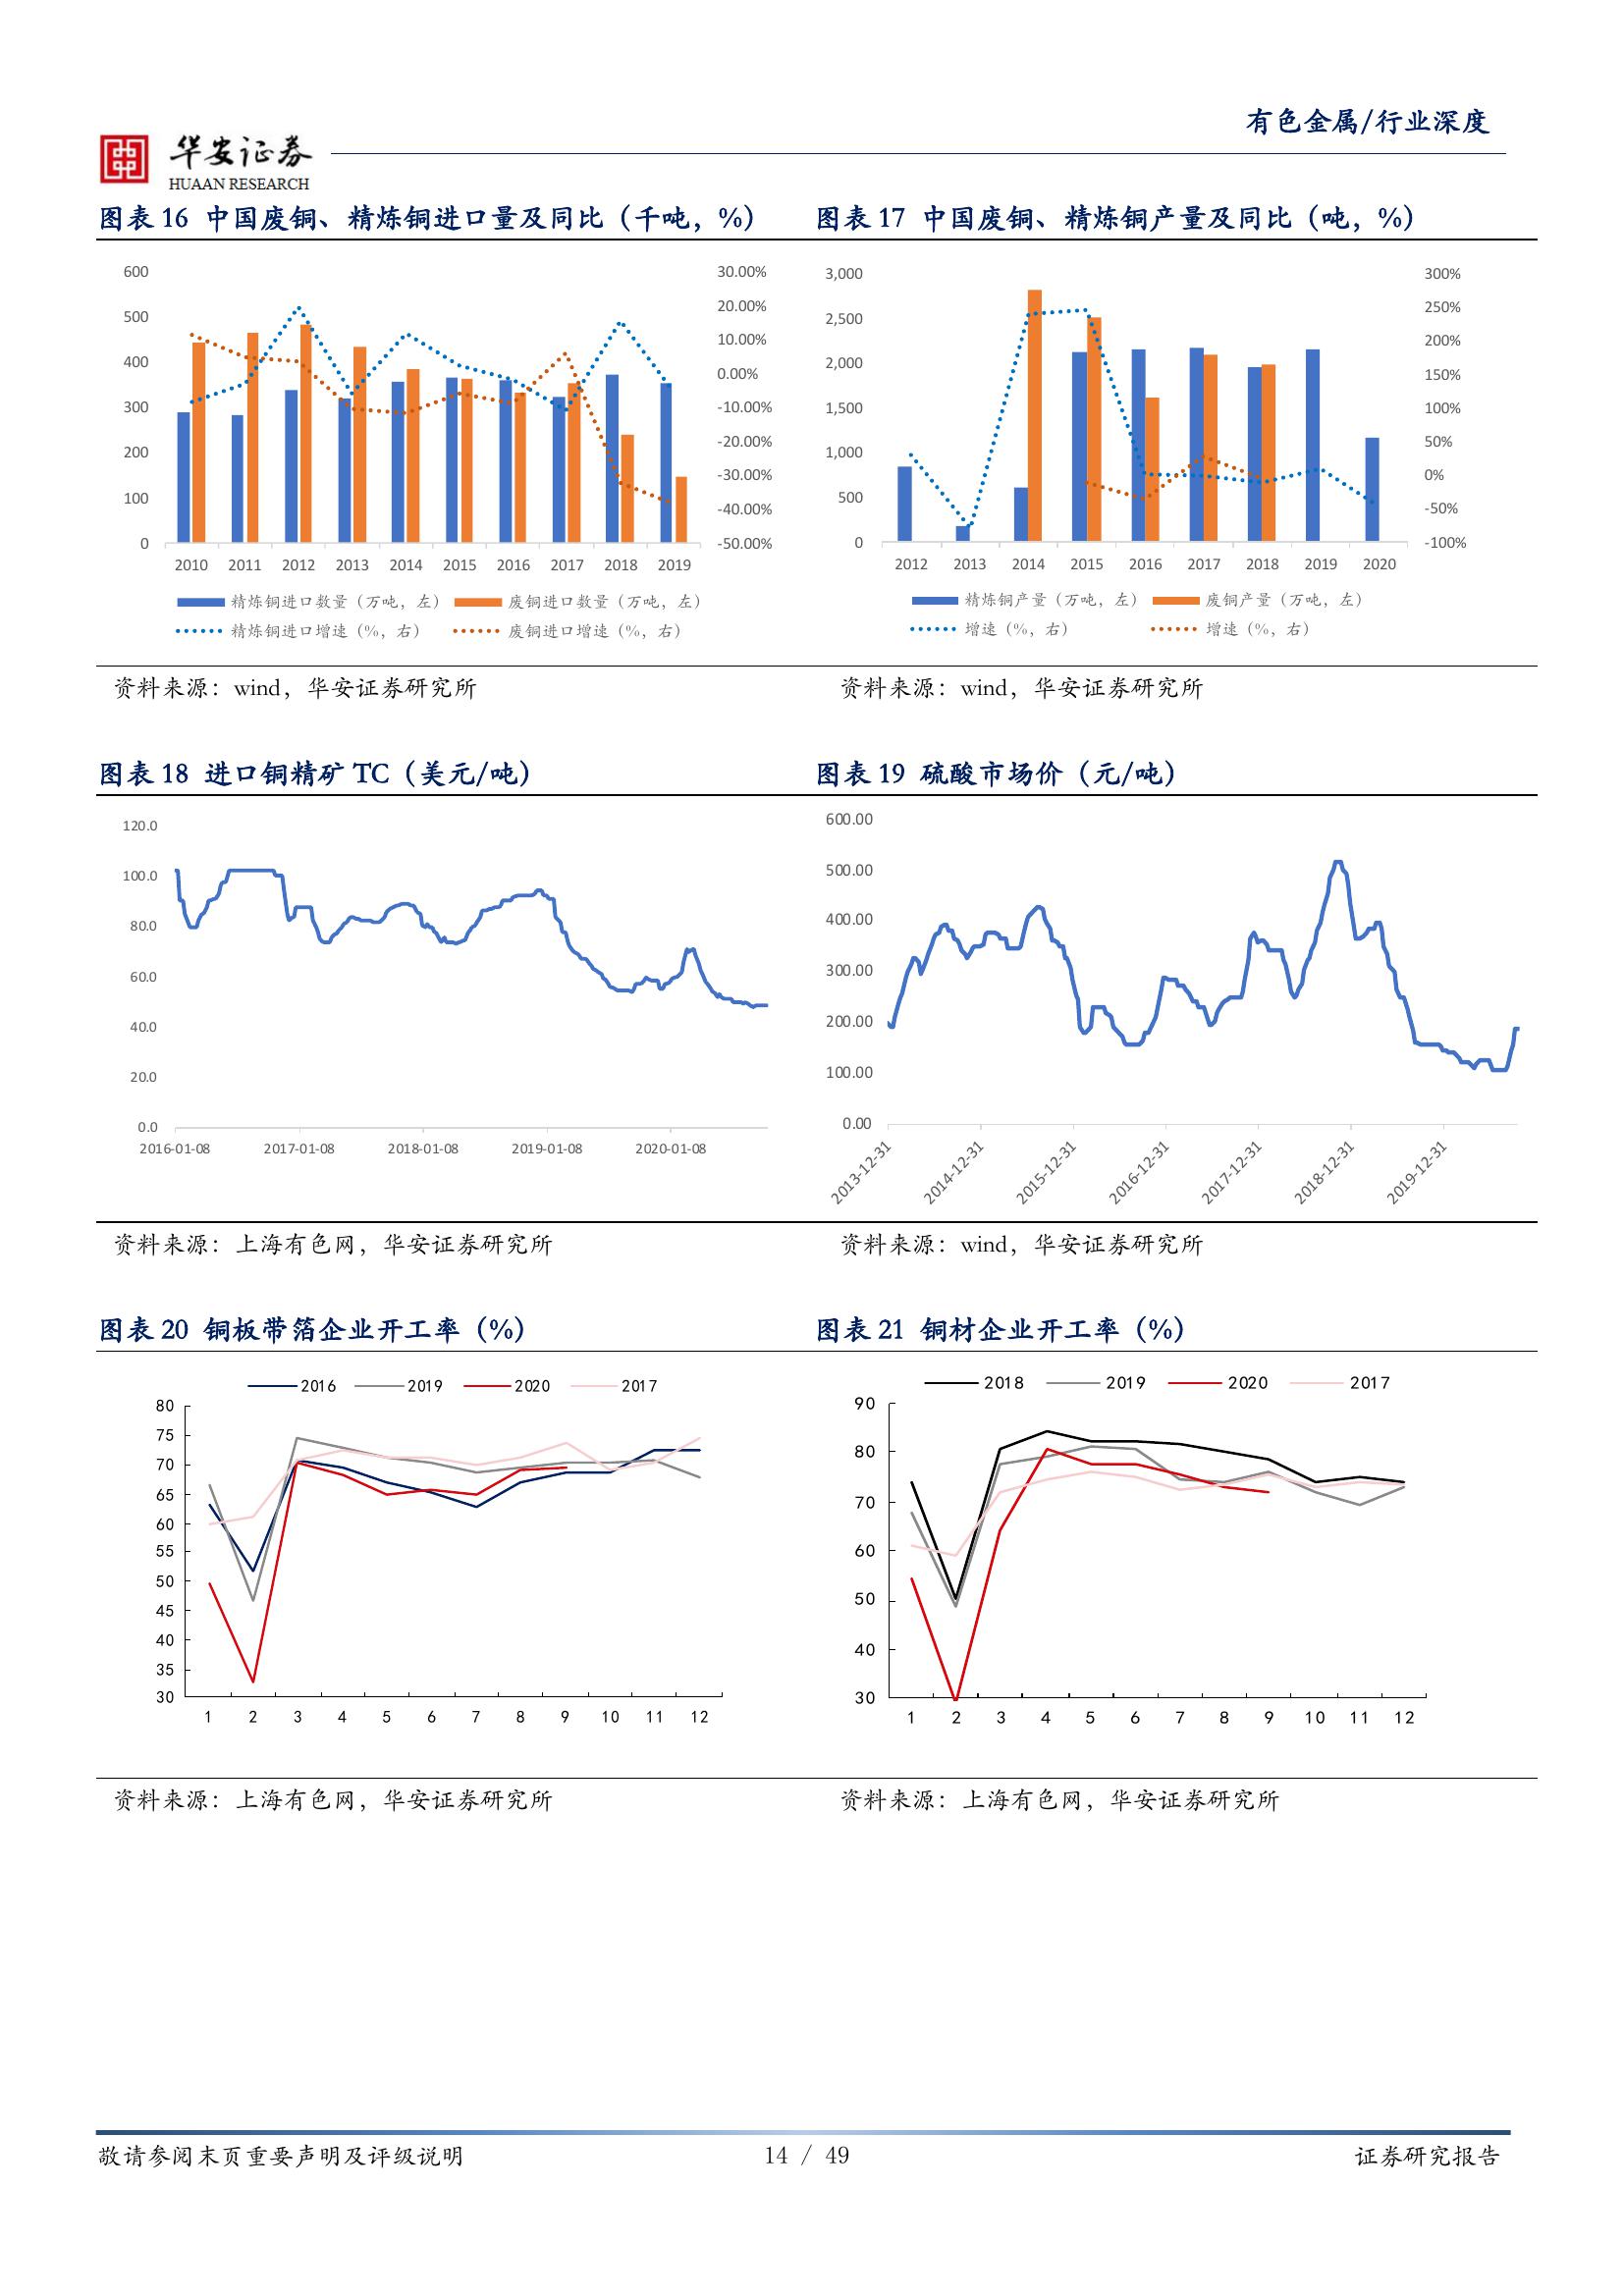 有色金属/行业深度
华安证券
HUAAN RESEARCH
图表 16 中国废铜、精炼铜进口量及同比（千吨，%）
600
500
400
300
200
100
0
30.00%
20.00%
10.00%
0.00%
-10.00%
-20.00%
-30.00%
-40.00%
-50.00%
2010 2011 2012 2013 2014 2015 2016 2017 2018 2019
精炼铜进口数量（万吨，左） 废铜进口数量（万吨，左）
精炼铜进口增速（%，右） 废铜进口增速（%，右）
资料来源：wind，华安证券研究所
图表 17 中国废铜、精炼铜产量及同比（吨，%）
3,000
2,500
2,000
1,500
1,000
500
0
300%
250%
200%
150%
100%
50%
0%
-50%
-100%
2012 2013 2014 2015 2016 2017 2018 2019 2020
精炼铜产量（万吨，左） 废铜产量（万吨，左）
增速（%，右） 增速（%，右）
资料来源：wind，华安证券研究所
图表 18 进口铜精矿 TC（美元/吨）
120.0
100.0
80.0
60.0
40.0
20.0
0.0
2016-01-08 2017-01-08 2018-01-08 2019-01-08 2020-01-08
资料来源：上海有色网，华安证券研究所
图表 19 硫酸市场价（元/吨）
600.00
500.00
400.00
300.00
200.00
100.00
0.00
2013-12-31 2014-12-31 2015-12-31 2016-12-31 2017-12-31 2018-12-31 2019-12-31
资料来源：wind，华安证券研究所
图表 20 铜板带箔企业开工率（%）
2016 2019 2020 2017
80
75
70
65
60
55
50
45
40
35
30
1 2 3 4 5 6 7 8 9 10 11 12
资料来源：上海有色网，华安证券研究所
图表 21 铜材企业开工率（%）
2018 2019 2020 2017
90
80
70
60
50
40
30
1 2 3 4 5 6 7 8 9 10 11 12
资料来源：上海有色网，华安证券研究所
敬请参阅末页重要声明及评级说明
14 / 49
证券研究报告